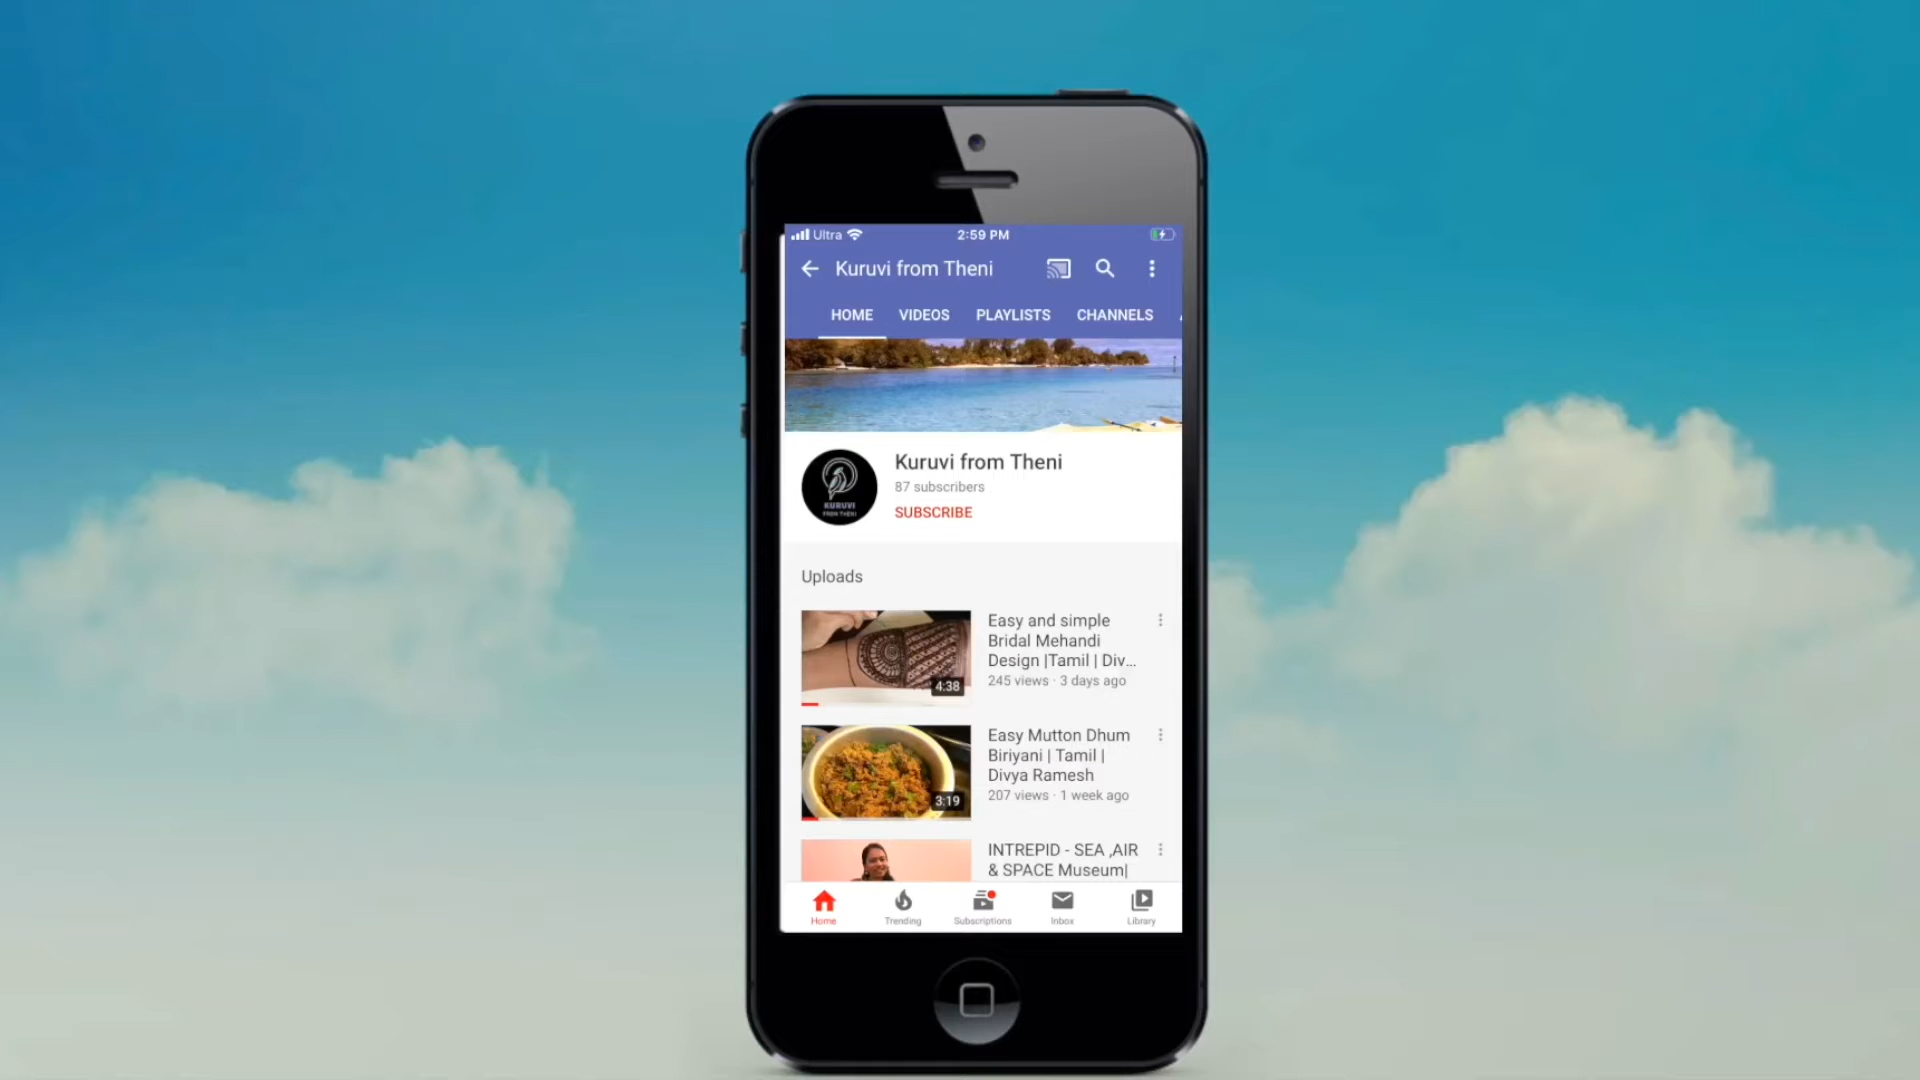 Ultra 2:59 PM
Kuruvi from Theni
HOME VIDEOS PLAYLISTS CHANNELS
Kuruvi from Theni
87 subscribers
SUBSCRIBE
KURUVI
FROM THENI
Uploads
Easy and simple
Bridal Mehandi
Design |Tamil | Div...
245 views · 3 days ago
4:38
Easy Mutton Dhum
Biriyani | Tamil |
Divya Ramesh
207 views · 1 week ago
3:19
INTREPID - SEA ,AIR
& SPACE Museum|
Home Trending Subscriptions Inbox Library